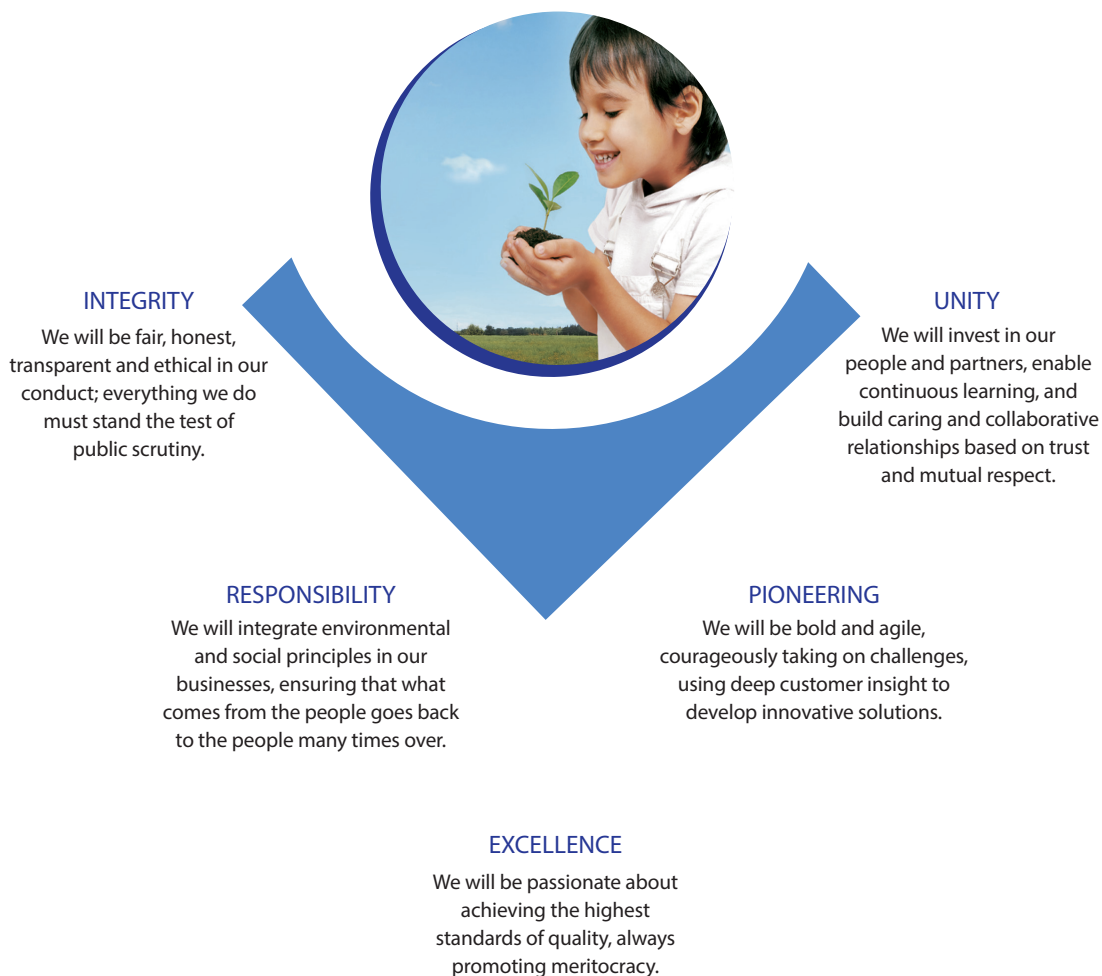 INTEGRITY
We will be fair, honest,
transparent and ethical in our
conduct; everything we do
must stand the test of
public scrutiny.
UNITY
We will invest in our
people and partners, enable
continuous learning, and
build caring and collaborative
relationships based on trust
and mutual respect.
RESPONSIBILITY
We will integrate environmental
and social principles in our
businesses, ensuring that what
comes from the people goes back
to the people many times over.
PIONEERING
We will be bold and agile,
courageously taking on challenges,
using deep customer insight to
develop innovative solutions.
EXCELLENCE
We will be passionate about
achieving the highest
standards of quality, always
promoting meritocracy.